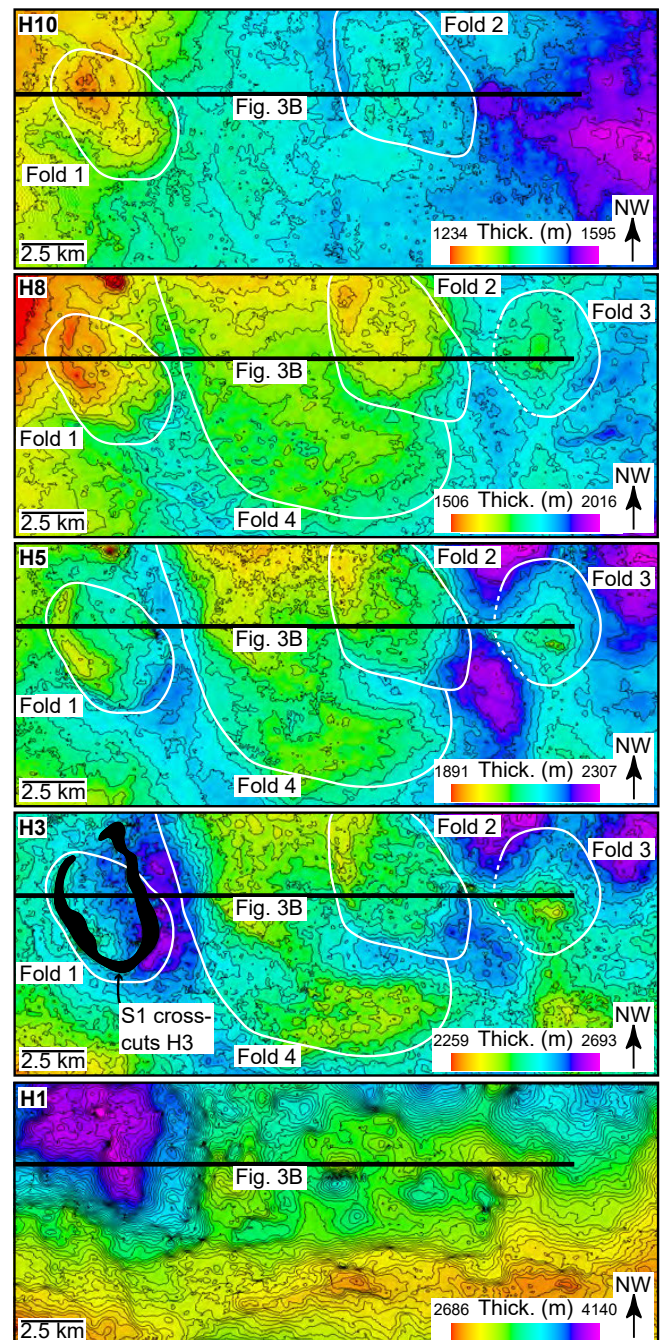 H10
Fold 2
Fig. 3B
Fold 1
NW
1234 Thick. (m) 1595
2.5 km
H8
Fold 2
Fold 3
Fig. 3B
Fold 1
NW
1506 Thick. (m) 2016
2.5 km
Fold 4
H5
Fold 2
Fold 3
Fig. 3B
Fold 1
NW
1891 Thick. (m) 2307
2.5 km
Fold 4
H3
Fold 2
Fold 3
Fig. 3B
Fold 1
S1 cross-
cuts H3
NW
2259 Thick. (m) 2693
2.5 km
Fold 4
H1
Fig. 3B
NW
2686 Thick. (m) 4140
2.5 km